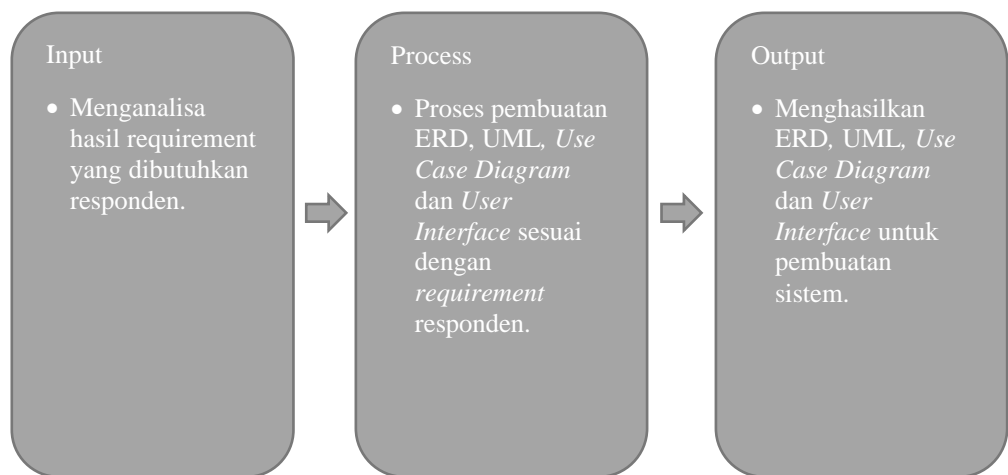 Input
• Menganalisa
hasil requirement
yang dibutuhkan
responden.
Process
• Proses pembuatan
ERD, UML, Use
Case Diagram
dan User
Interface sesuai
dengan
requirement
responden.
Output
• Menghasilkan
ERD, UML, Use
Case Diagram
dan User
Interface untuk
pembuatan
sistem.